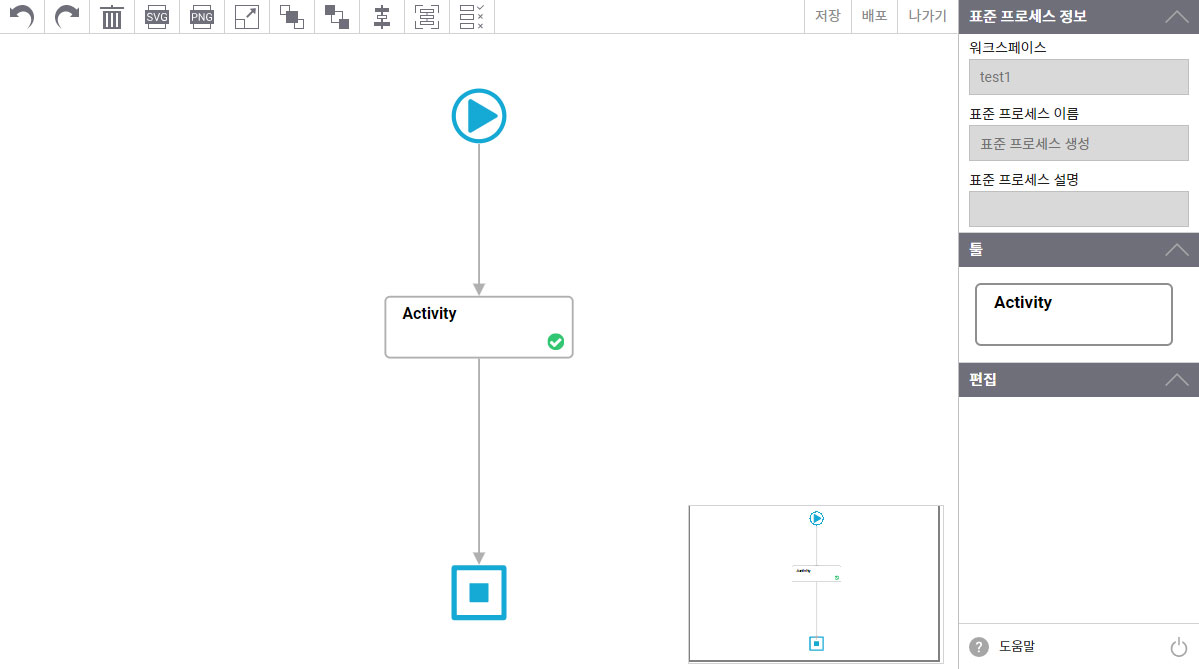 SVG
PNG
저장
배포
나가기
표준 프로세스 정보
워크스페이스
test1
표준 프로세스 이름
표준 프로세스 생성
표준 프로세스 설명
툴
Activity
편집
Activity
Activity
? 도움말